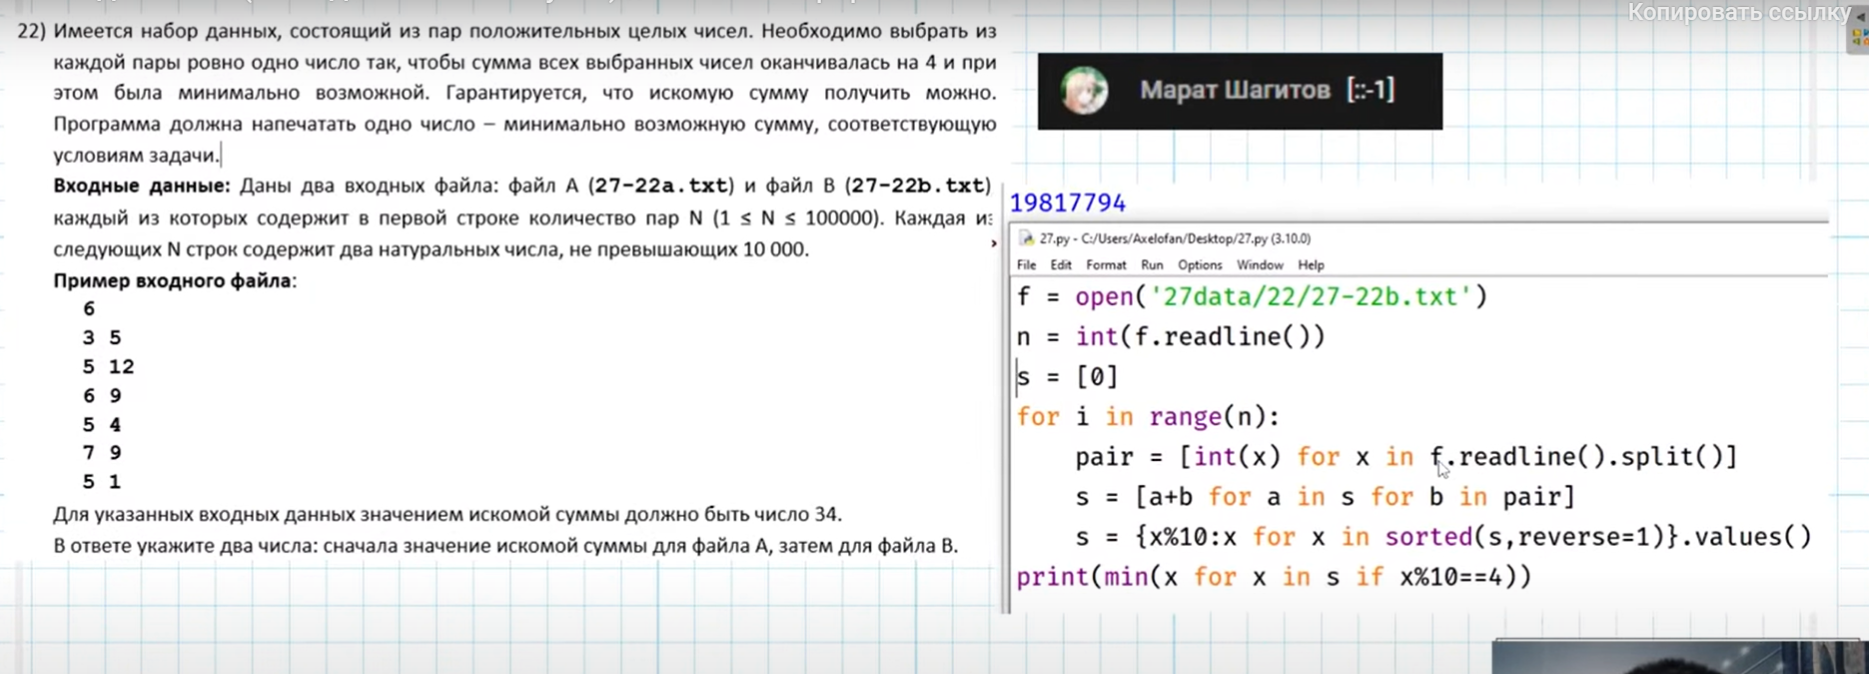 Копировать ссылку
22) Имеется набор данных, состоящий из пар положительных целых чисел. Необходимо выбрать из
каждой пары ровно одно число так, чтобы сумма всех выбранных чисел оканчивалась на 4 и при
этом была минимально возможной. Гарантируется, что искомую сумму получить можно.
Программа должна напечатать одно число – минимально возможную сумму, соответствующую
условиям задачи.
Входные данные: Даны два входных файла: файл A (27-22a.txt) и файл B (27-22b.txt)
каждый из которых содержит в первой строке количество пар N (1 ≤ N ≤ 100000). Каждая из
следующих N строк содержит два натуральных числа, не превышающих 10 000.
Пример входного файла:
6
3 5
5 12
6 9
5 4
7 9
5 1
Для указанных входных данных значением искомой суммы должно быть число 34.
В ответе укажите два числа: сначала значение искомой суммы для файла А, затем для файла B.
Марат Шагитов [::-1]
19817794
27.py - C:/Users/Axelofan/Desktop/27.py (3.10.0)
File Edit Format Run Options Window Help
f = open('27data/22/27-22b.txt')
n = int(f.readline())
s = [0]
for i in range(n):
    pair = [int(x) for x in f.readline().split()]
    s = [a+b for a in s for b in pair]
    s = {x%10:x for x in sorted(s,reverse=1)}.values()
print(min(x for x in s if x%10==4))